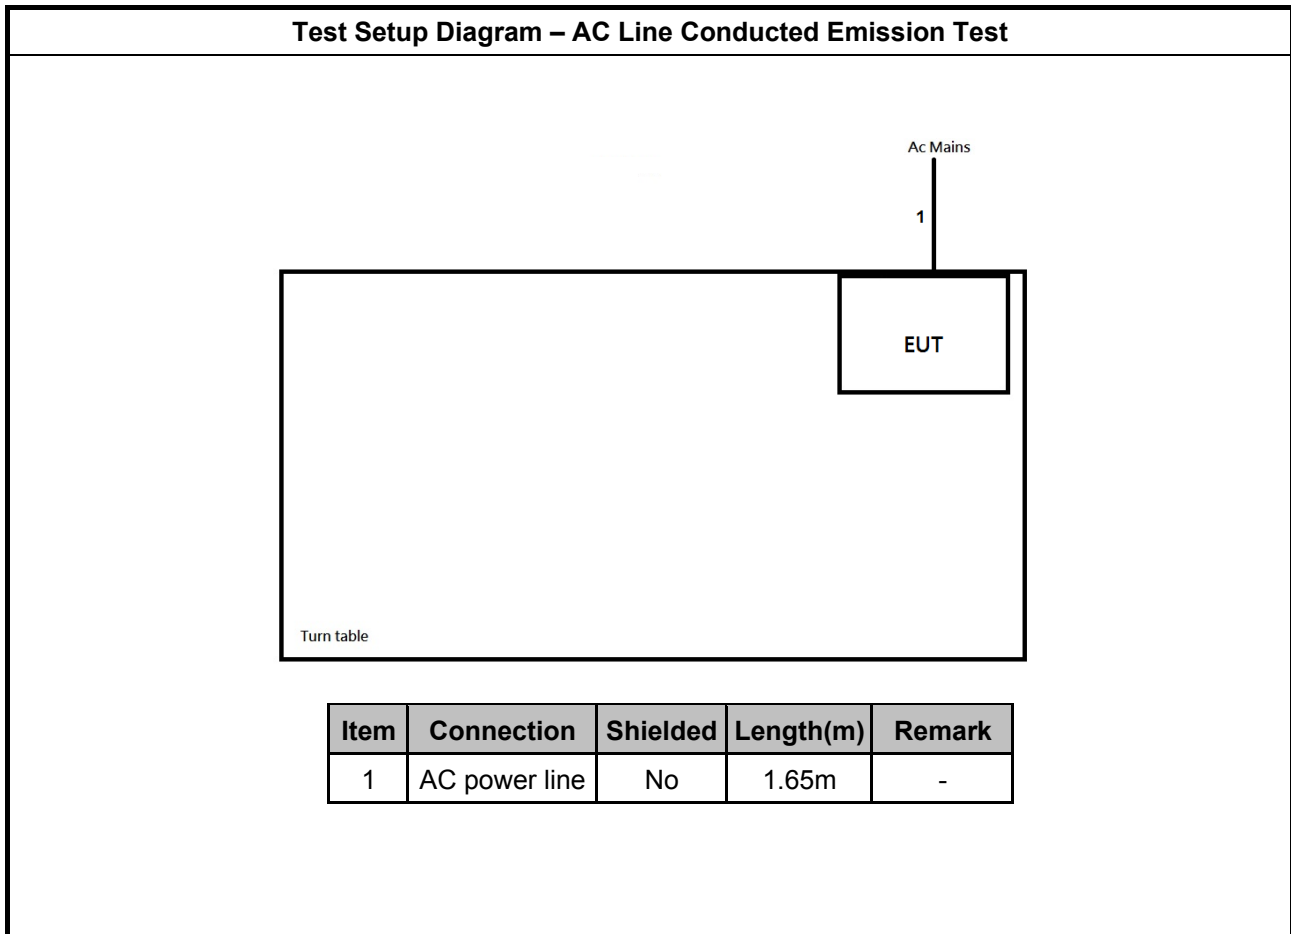 Test Setup Diagram – AC Line Conducted Emission Test
Ac Mains
1
EUT
Turn table
Item Connection Shielded Length(m) Remark
1 AC power line No 1.65m -